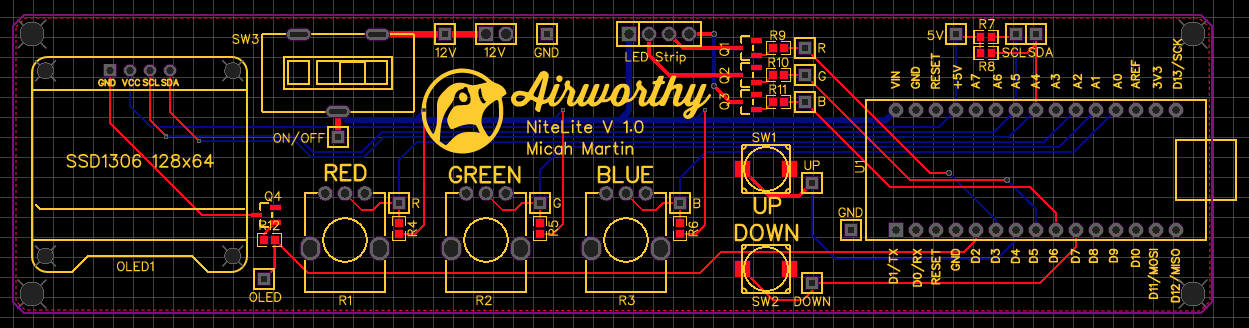 SW3
12V
12V
GND
LED Strip
Q1
Q2
Q3
R9
R10
R11
R
G
B
5V
R7
R8
SCLSDA
VIN
GND
RESET
+5V
A7
A6
A5
A4
A3
A2
A1
A0
AREF
3V3
D13/SCK
GND VCC SCL SDA
SSD1306 128x64
OLED1
ON/OFF
Airworthy
NiteLite V 1.0
Micah Martin
RED
GREEN
BLUE
Q4
R12
OLED
R
R4
R1
G
R5
R2
B
R6
R3
SW1
UP
UP
DOWN
SW2
DOWN
GND
U1
D1/TX
D0/RX
RESET
GND
D2
D3
D4
D5
D6
D7
D8
D9
D10
D11/MOSI
D12/MISO